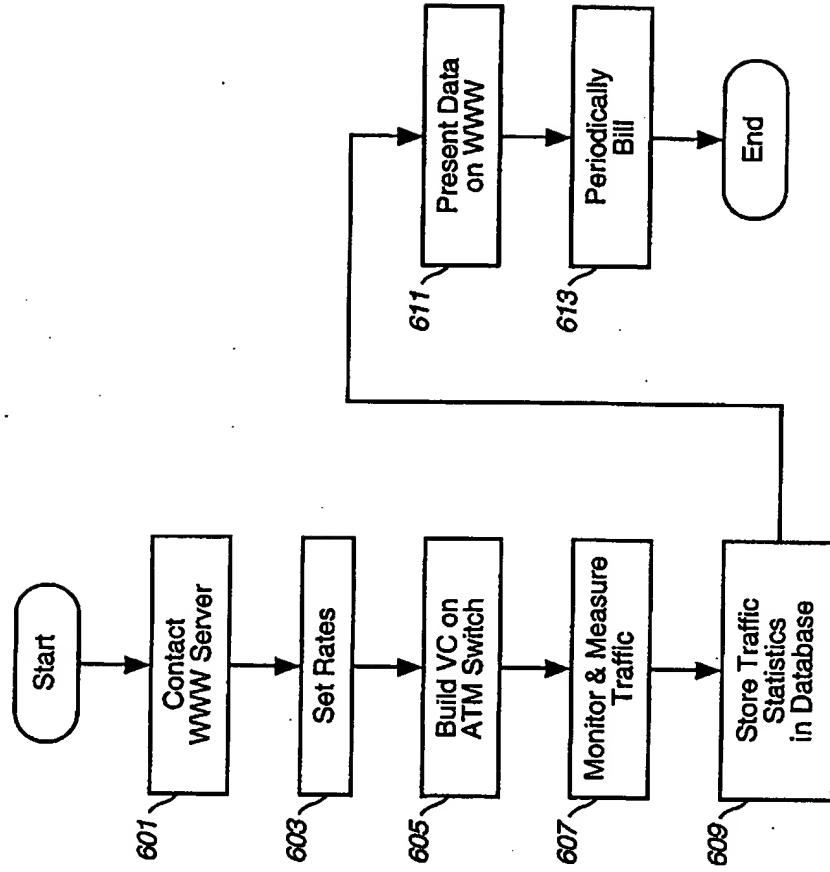 Start
601
Contact
WWW Server
603
Set Rates
605
Build VC on
ATM Switch
607
Monitor & Measure
Traffic
609
Store Traffic
Statistics
in Database
611
Present Data
on WWW
613
Periodically
Bill
End